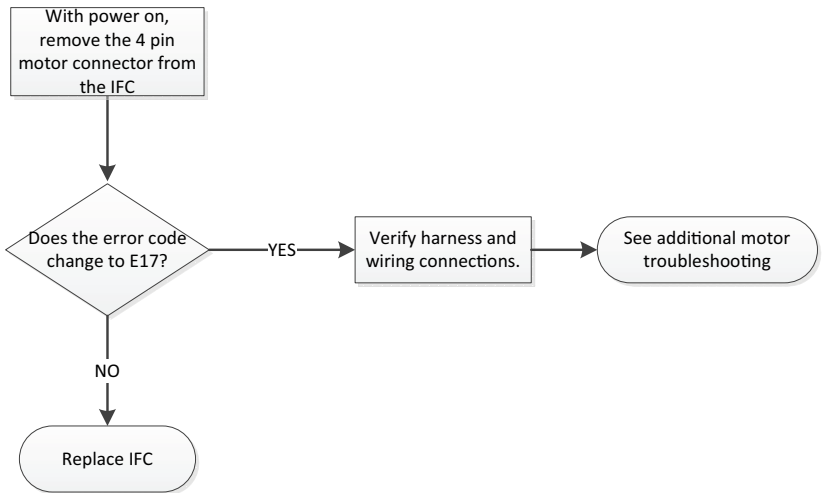 With power on,
remove the 4 pin
motor connector from
the IFC
Does the error code
change to E17?
YES
Verify harness and
wiring connections.
See additional motor
troubleshooting
NO
Replace IFC